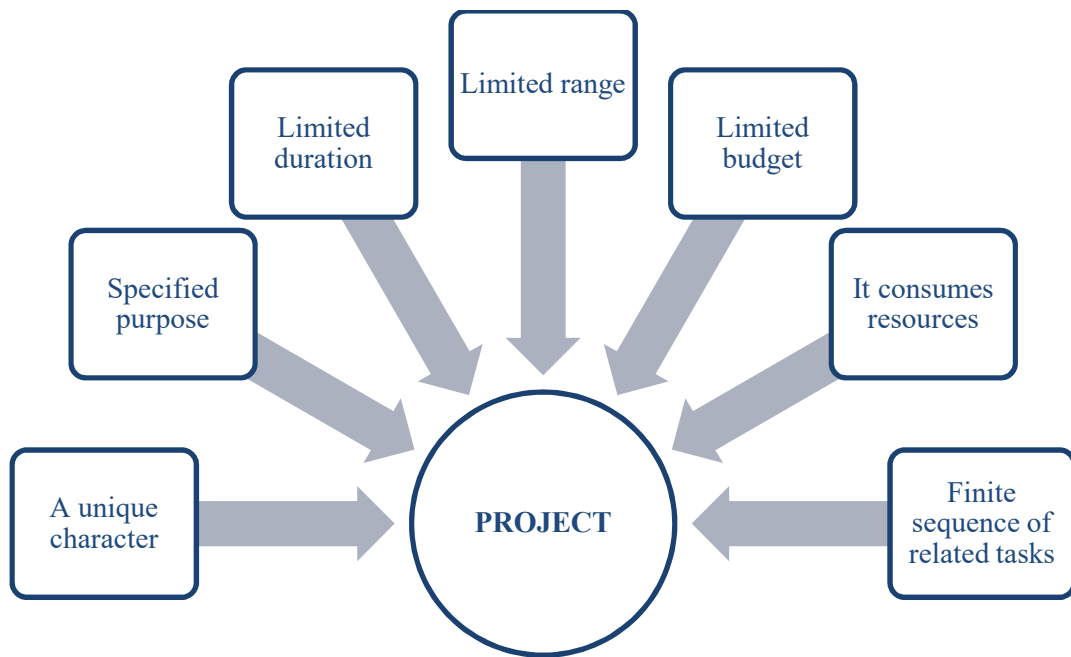 Limited range
Limited
duration
Limited
budget
Specified
purpose
It consumes
resources
A unique
character
PROJECT
Finite
sequence of
related tasks